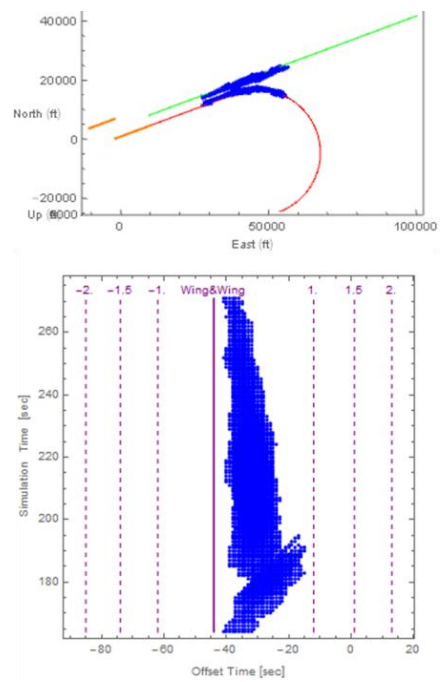 40000
20000
North (ft)
0
-20000
Up
0 50000 100000
East (ft)
-2. -1.5 -1. Wing&Wing 1. 1.5 2.
260
240
Simulation Time [sec]
220
200
180
-80 -60 -40 -20 0 20
Offset Time [sec]